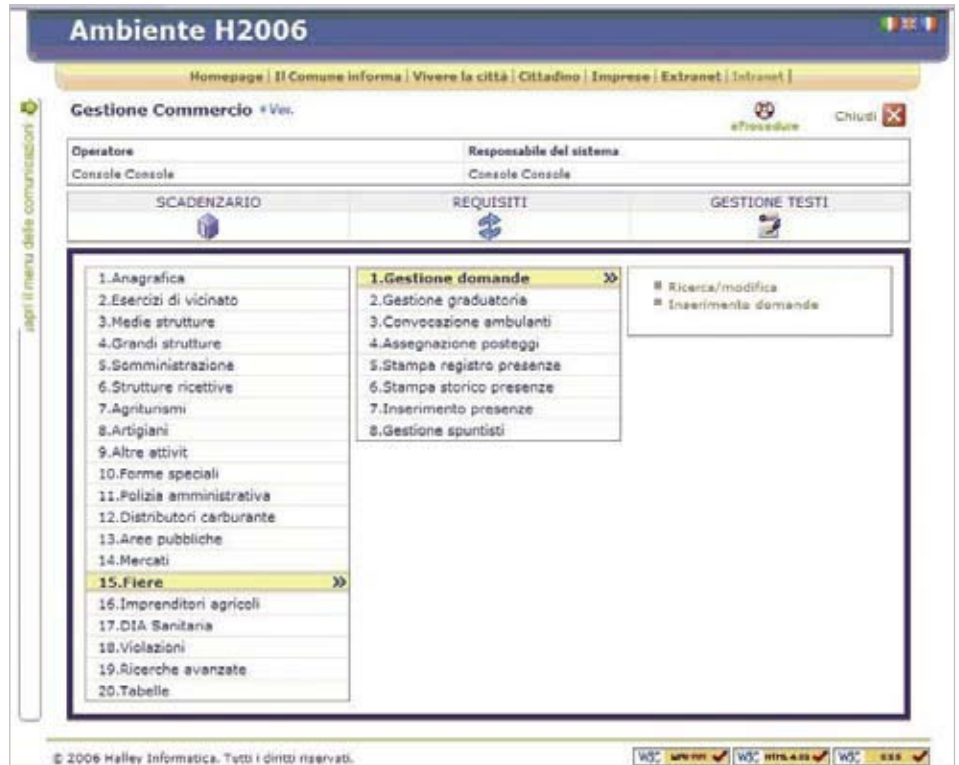 Ambiente H2006
Homepage | Il Comune informa | Vivere la città | Cittadino | Imprese | Extranet | Intranet |
Gestione Commercio
eProcedure
Chiudi
apri il menu delle comunicazioni
Operatore Responsabile del sistema
Console Console Console Console
SCADENZARIO REQUISITI GESTIONE TESTI
1.Anagrafica
2.Esercizi di vicinato
3.Medie strutture
4.Grandi strutture
5.Somministrazione
6.Strutture ricettive
7.Agriturismi
8.Artigiani
9.Altre attivit
10.Forme speciali
11.Polizia amministrativa
12.Distributori carburante
13.Aree pubbliche
14.Mercati
15.Fiere »
16.Imprenditori agricoli
17.DIA Sanitaria
18.Violazioni
19.Ricerche avanzate
20.Tabelle
1.Gestione domande »
2.Gestione graduatoria
3.Convocazione ambulanti
4.Assegnazione posteggi
5.Stampa registro presenze
6.Stampa storico presenze
7.Inserimento presenze
8.Gestione spuntisti
Ricerca/modifica
Inserimento domande
© 2006 Halley Informatica. Tutti i diritti riservati.
W3C W3C W3C